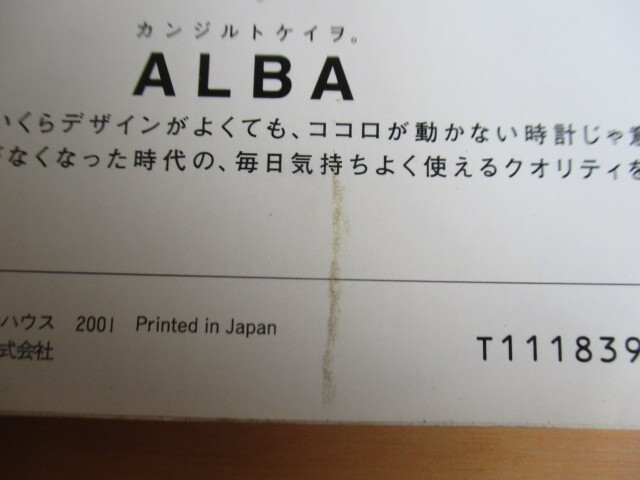 カンジルトケイヲ。
ALBA
いくらデザインがよくても、ココロが動かない時計じゃ意
なくなった時代の、毎日気持ちよく使えるクオリティを
ハウス 2001 Printed in Japan
式会社
T111839